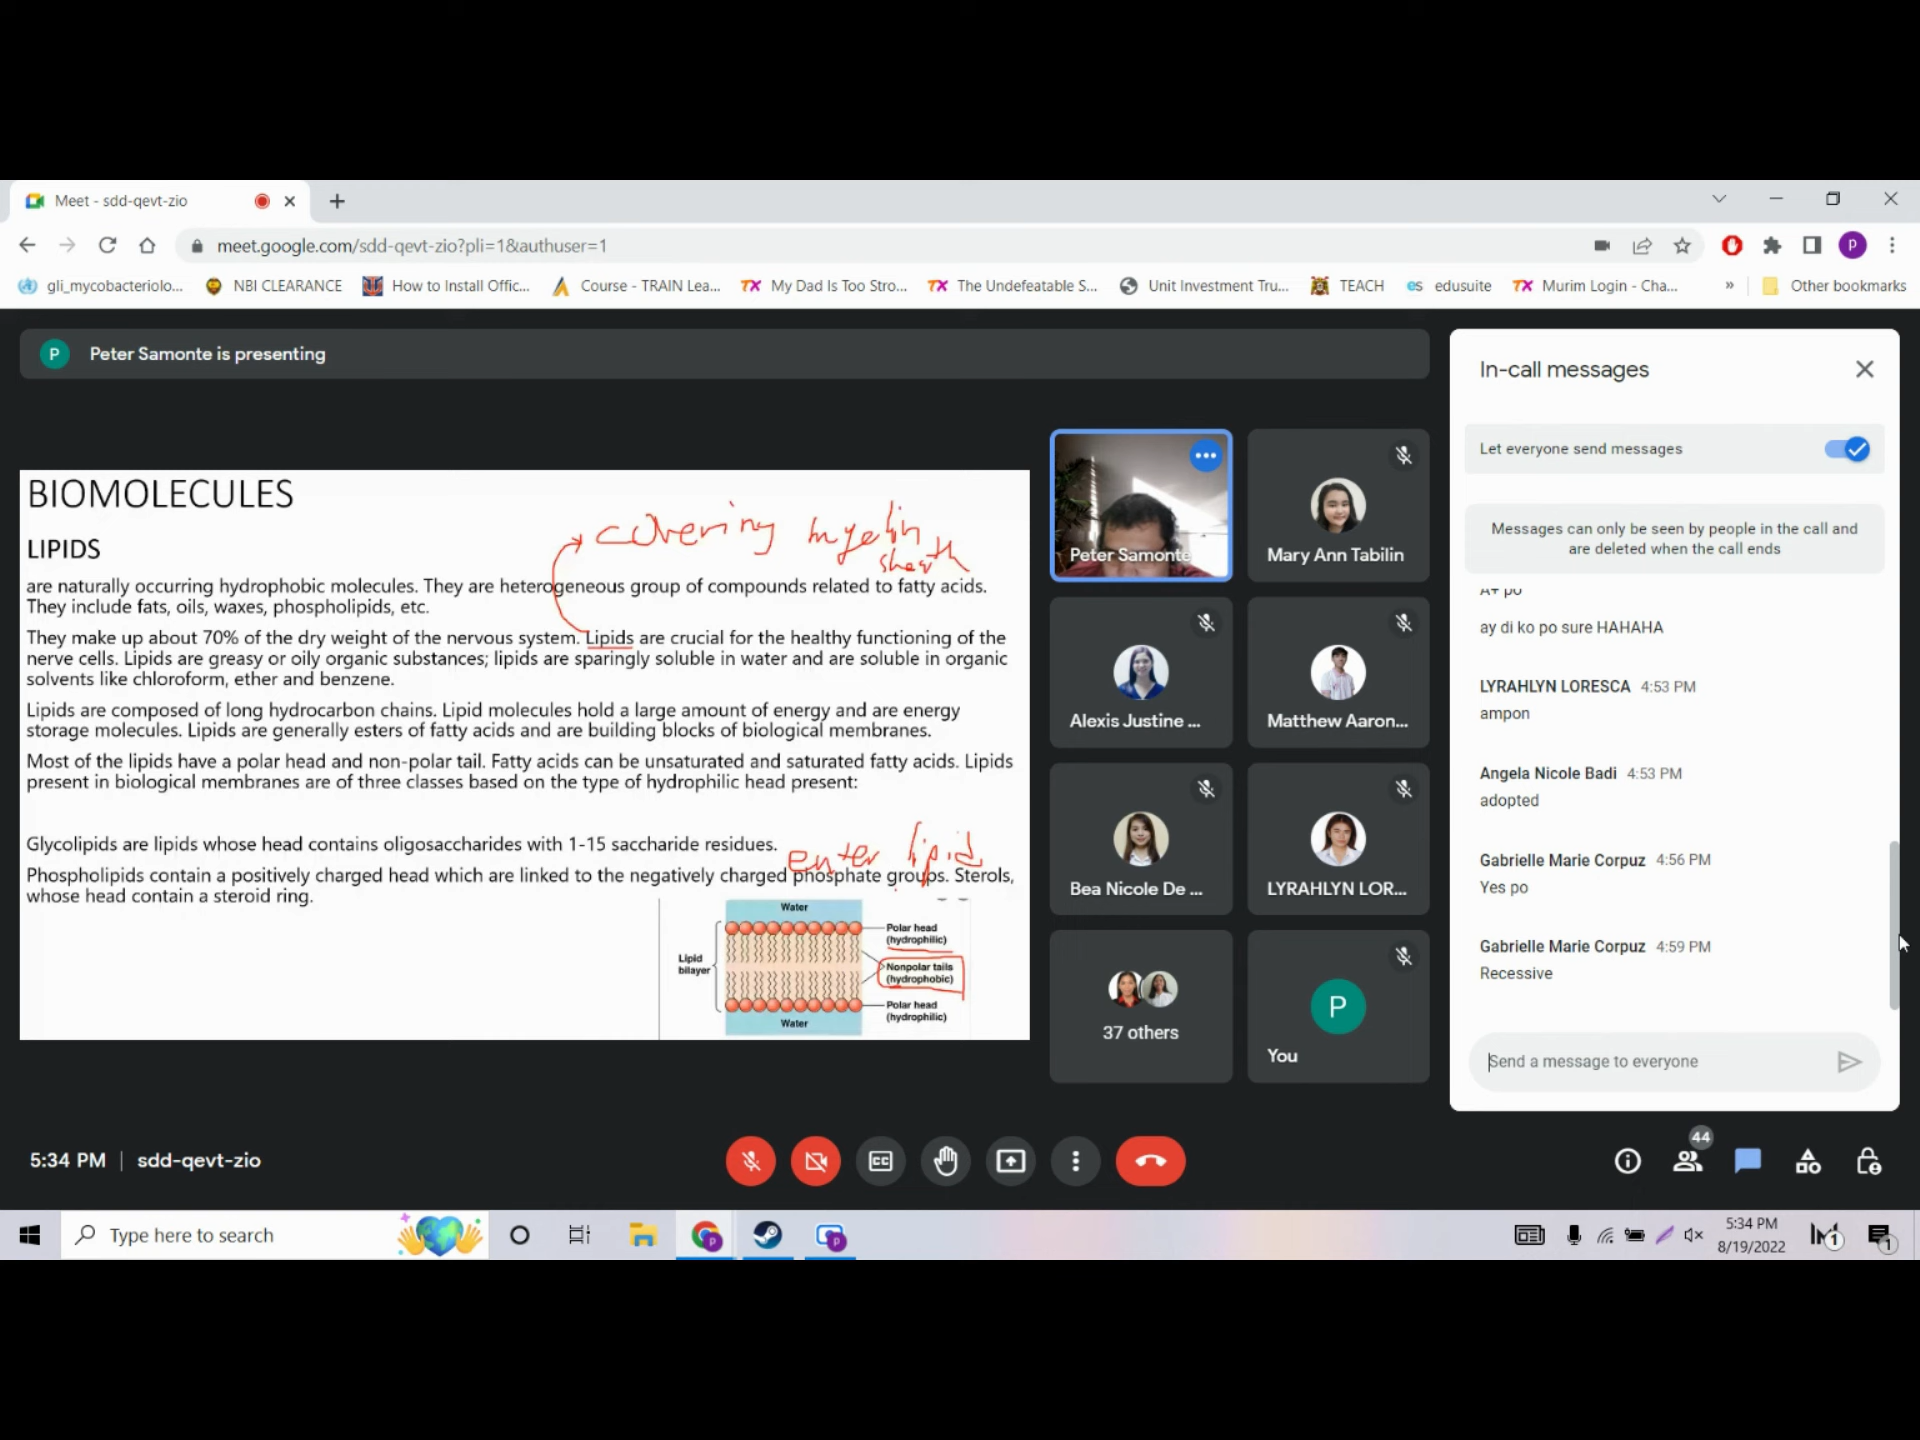 Meet - sdd-qevt-zio
meet.google.com/sdd-qevt-zio?pli=1&authuser=1
gli_mycobacteriolo...
NBI CLEARANCE
How to Install Offic...
Course - TRAIN Lea...
My Dad Is Too Stro...
The Undefeatable S...
Unit Investment Tru...
TEACH
es edusuite
Murim Login - Cha...
»
Other bookmarks
P Peter Samonte is presenting
BIOMOLECULES
covering myelin
sheath
LIPIDS
are naturally occurring hydrophobic molecules. They are heterogeneous group of compounds related to fatty acids.
They include fats, oils, waxes, phospholipids, etc.
They make up about 70% of the dry weight of the nervous system. Lipids are crucial for the healthy functioning of the
nerve cells. Lipids are greasy or oily organic substances; lipids are sparingly soluble in water and are soluble in organic
solvents like chloroform, ether and benzene.
Lipids are composed of long hydrocarbon chains. Lipid molecules hold a large amount of energy and are energy
storage molecules. Lipids are generally esters of fatty acids and are building blocks of biological membranes.
Most of the lipids have a polar head and non-polar tail. Fatty acids can be unsaturated and saturated fatty acids. Lipids
present in biological membranes are of three classes based on the type of hydrophilic head present:
Glycolipids are lipids whose head contains oligosaccharides with 1-15 saccharide residues.
enter lipid
Phospholipids contain a positively charged head which are linked to the negatively charged phosphate groups. Sterols,
whose head contain a steroid ring.
Water
Polar head
(hydrophilic)
Lipid
bilayer
Nonpolar tails
(hydrophobic)
Polar head
(hydrophilic)
Water
Peter Samonte
Mary Ann Tabilin
Alexis Justine ...
Matthew Aaron...
Bea Nicole De ...
LYRAHLYN LOR...
37 others
P
You
In-call messages
Let everyone send messages
Messages can only be seen by people in the call and
are deleted when the call ends
A+ po
ay di ko po sure HAHAHA
LYRAHLYN LORESCA 4:53 PM
ampon
Angela Nicole Badi 4:53 PM
adopted
Gabrielle Marie Corpuz 4:56 PM
Yes po
Gabrielle Marie Corpuz 4:59 PM
Recessive
Send a message to everyone
5:34 PM | sdd-qevt-zio
CC
44
Type here to search
5:34 PM
8/19/2022
1
1